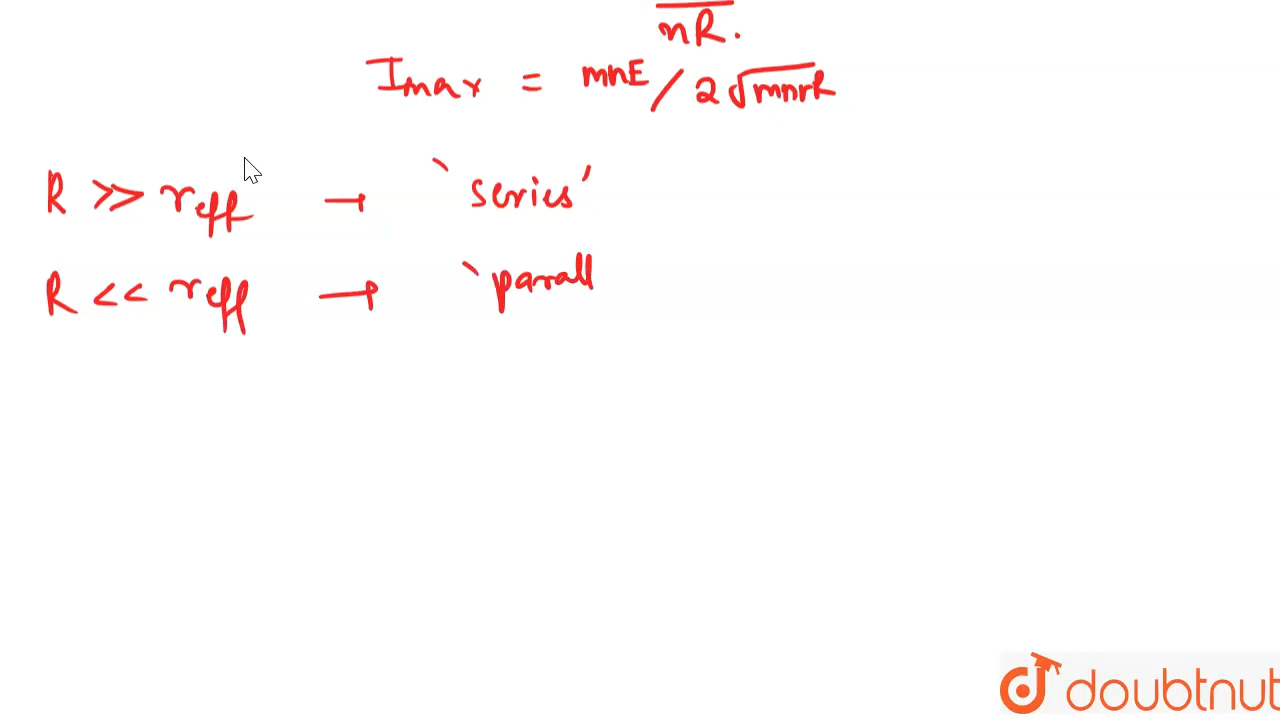 nR.
Imax = mnE / 2√mnrR
R >> reff → 'series'
R << reff → 'parall
doubtnut